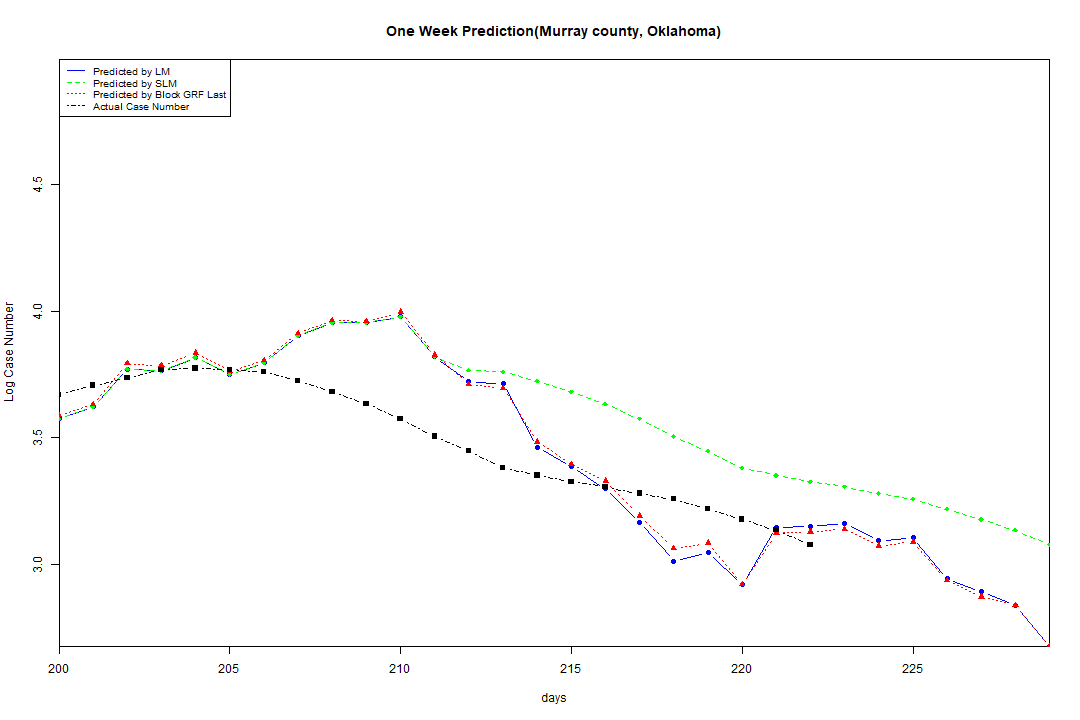 One Week Prediction(Murray county, Oklahoma)
Predicted by LM
Predicted by SLM
Predicted by Block GRF Last
Actual Case Number
4.5
4.0
3.5
3.0
Log Case Number
200 205 210 215 220 225
days